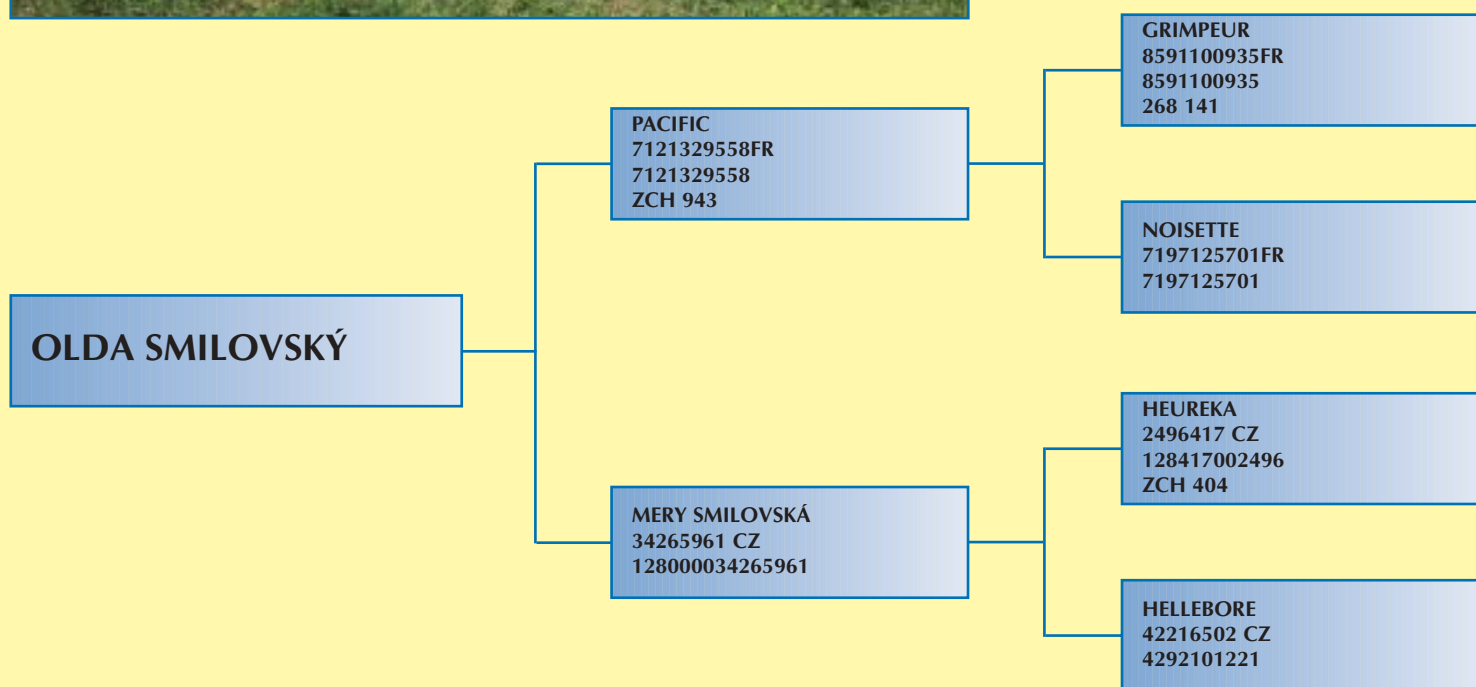 GRIMPEUR
8591100935FR
8591100935
268 141
PACIFIC
7121329558FR
7121329558
ZCH 943
NOISETTE
7197125701FR
7197125701
OLDA SMILOVSKÝ
HEUREKA
2496417 CZ
128417002496
ZCH 404
MERY SMILOVSKÁ
34265961 CZ
128000034265961
HELLEBORE
42216502 CZ
4292101221